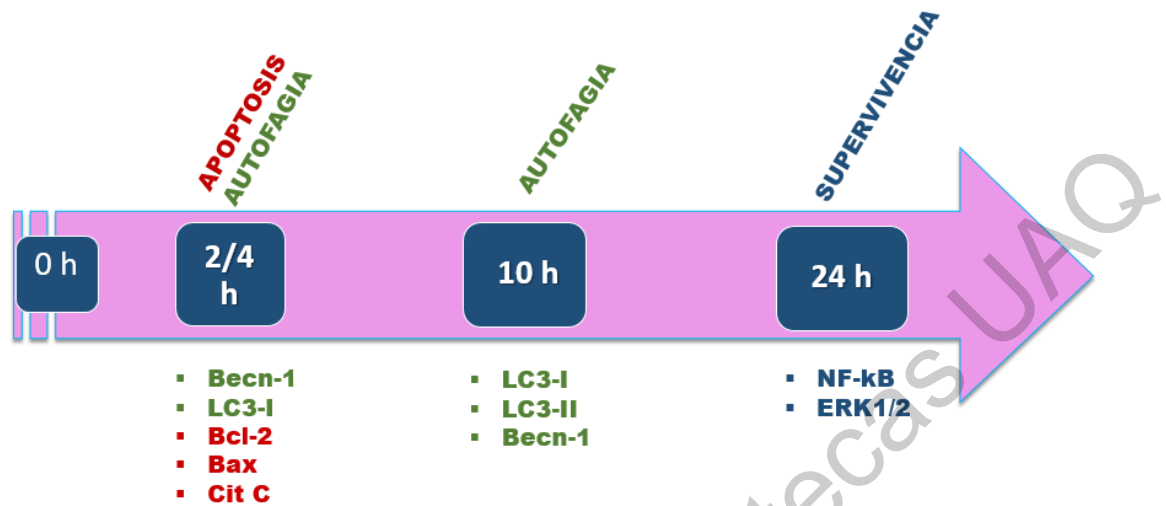 APOPTOSIS
AUTOFAGIA
AUTOFAGIA
SUPERVIVENCIA
0 h
2/4
h
10 h
24 h
▪ Becn-1
▪ LC3-I
▪ Bcl-2
▪ Bax
▪ Cit C
▪ LC3-I
▪ LC3-II
▪ Becn-1
▪ NF-kB
▪ ERK1/2
tecas UAQ